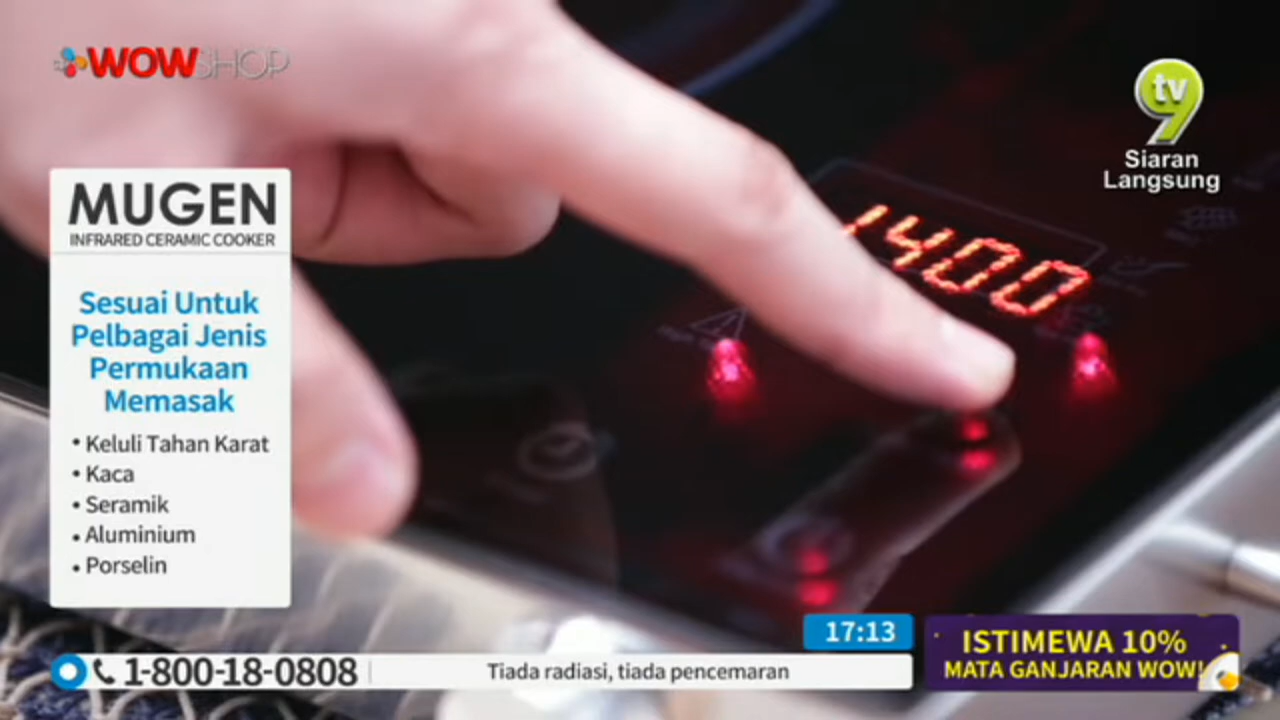 WOWSHOP
tv9
Siaran
Langsung
MUGEN
INFRARED CERAMIC COOKER
Sesuai Untuk
Pelbagai Jenis
Permukaan
Memasak
• Keluli Tahan Karat
• Kaca
• Seramik
• Aluminium
• Porselin
1400
17:13
1-800-18-0808
Tiada radiasi, tiada pencemaran
ISTIMEWA 10%
MATA GANJARAN WOW!